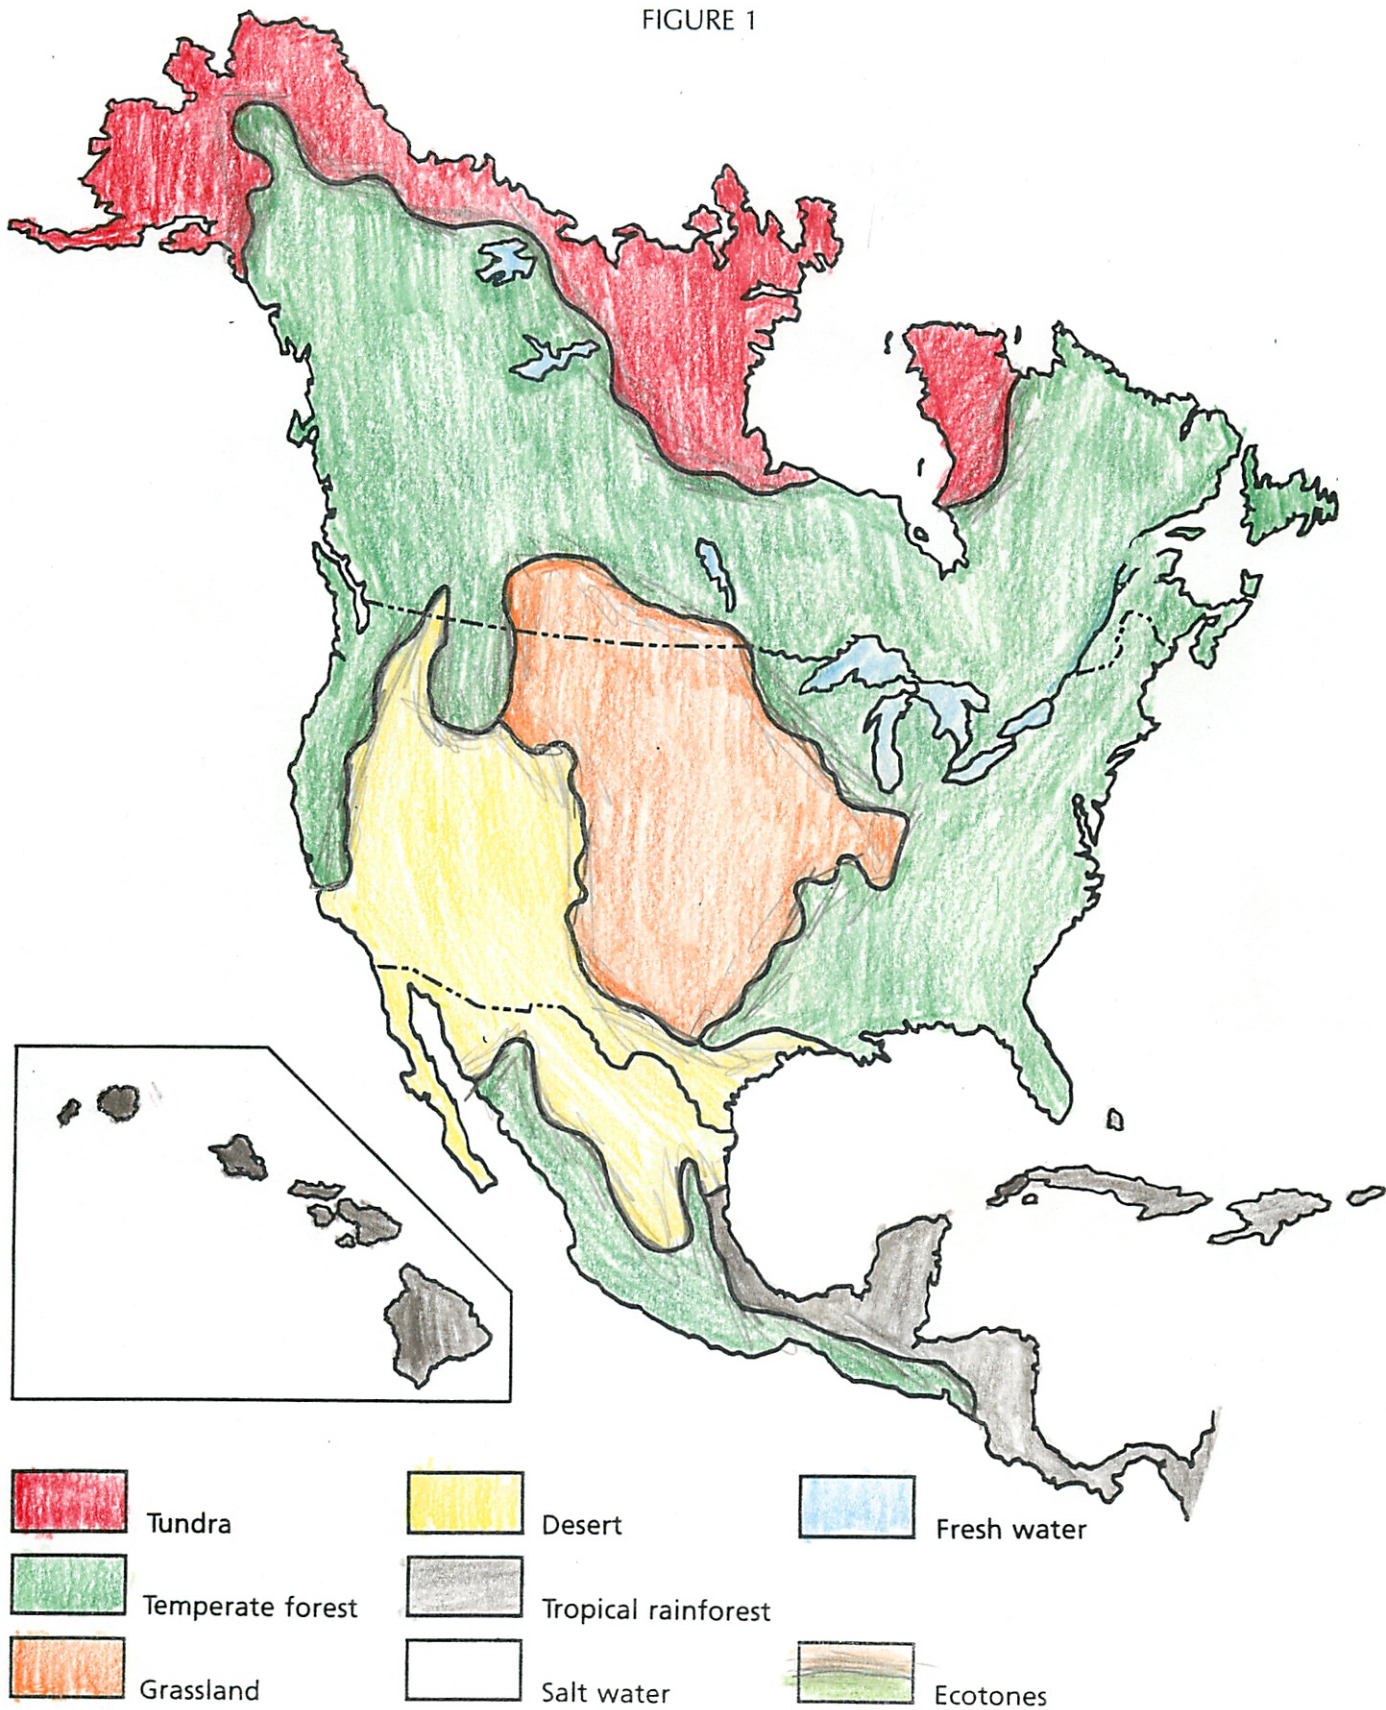 FIGURE 1
Tundra
Desert
Fresh water
Temperate forest
Tropical rainforest
Grassland
Salt water
Ecotones